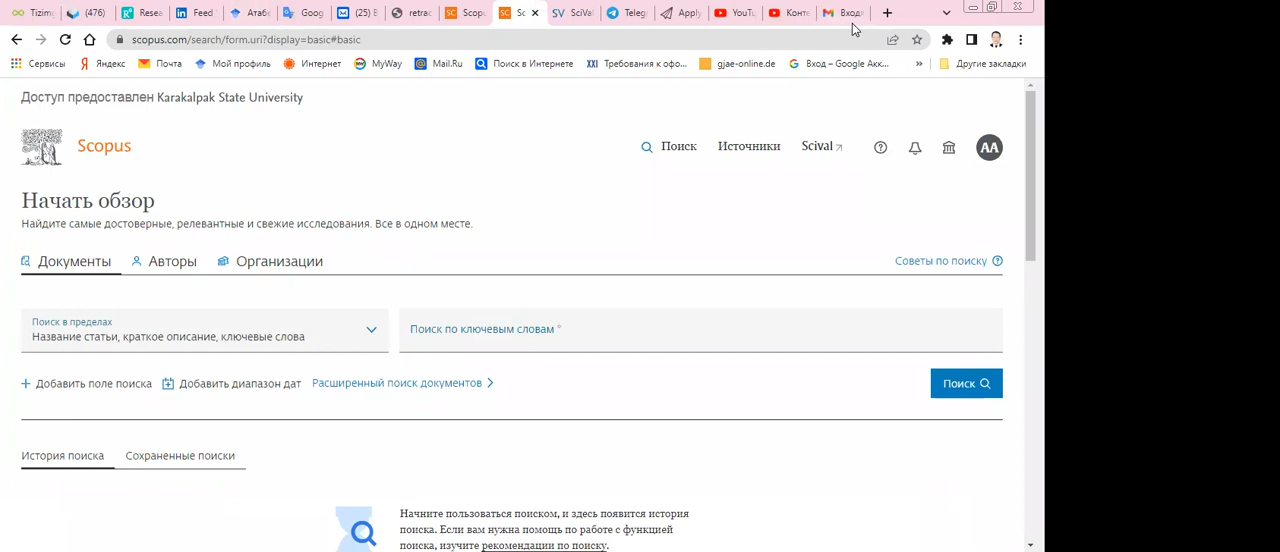 Tizim
(476)
Resea
Feed
Атабе
Goog
(25) В
retrac
Scopu
Sc
SciVal
Teleg
Apply
YouTu
Конте
Входя
scopus.com/search/form.uri?display=basic#basic
Сервисы
Яндекс
Почта
Мой профиль
Интернет
MyWay
Mail.Ru
Поиск в Интернете
XXI Требования к офо...
gjae-online.de
Вход – Google Акк...
»
Другие закладки
Доступ предоставлен Karakalpak State University
Scopus
Поиск
Источники
Scival
AA
Начать обзор
Найдите самые достоверные, релевантные и свежие исследования. Все в одном месте.
Документы
Авторы
Организации
Советы по поиску
Поиск в пределах
Название статьи, краткое описание, ключевые слова
Поиск по ключевым словам *
Добавить поле поиска
Добавить диапазон дат
Расширенный поиск документов
Поиск
История поиска
Сохраненные поиски
Начните пользоваться поиском, и здесь появится история
поиска. Если вам нужна помощь по работе с функцией
поиска, изучите рекомендации по поиску.